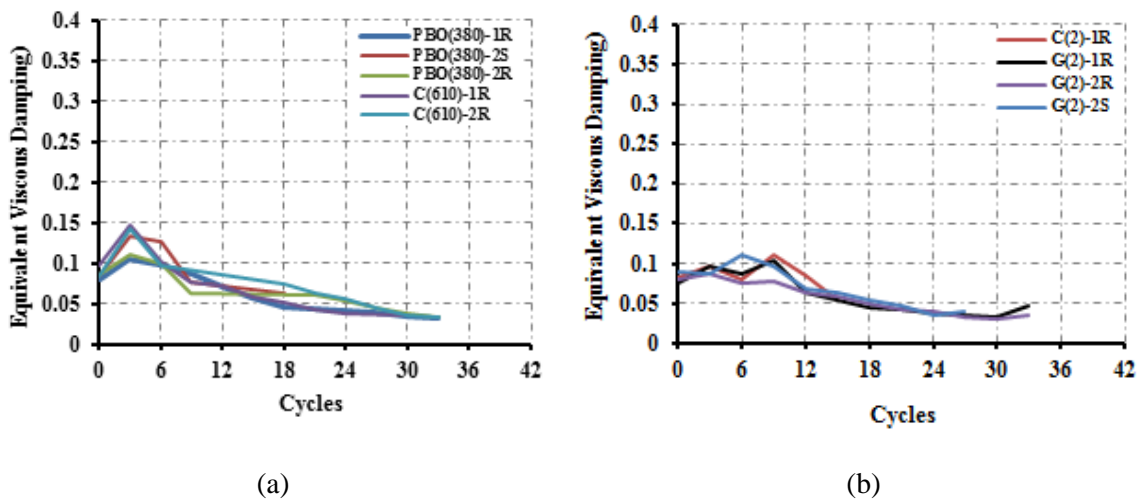 0.4
0.35
0.3
0.25
0.2
0.15
0.1
0.05
0
Equivalent Viscous Damping
PBO(380)-1R
PBO(380)-2S
PBO(380)-2R
C(610)-1R
C(610)-2R
0 6 12 18 24 30 36 42
Cycles
(a)
0.4
0.35
0.3
0.25
0.2
0.15
0.1
0.05
0
Equivalent Viscous Damping
C(2)-1R
G(2)-1R
G(2)-2R
G(2)-2S
0 6 12 18 24 30 36 42
Cycles
(b)